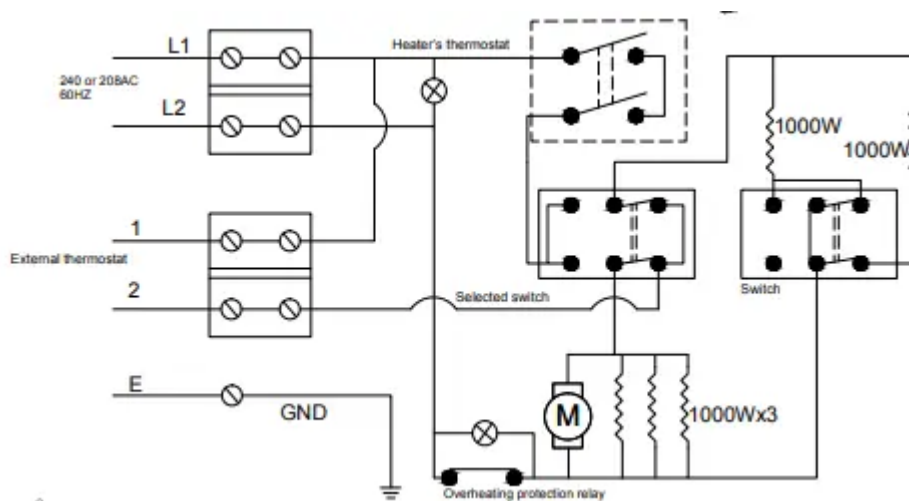 L1
Heater's thermostat
240 or 208AC
60HZ
L2
1000W
1000W
1
External thermostat
2
Selected switch
Switch
E
GND
M
1000Wx3
Overheating protection relay